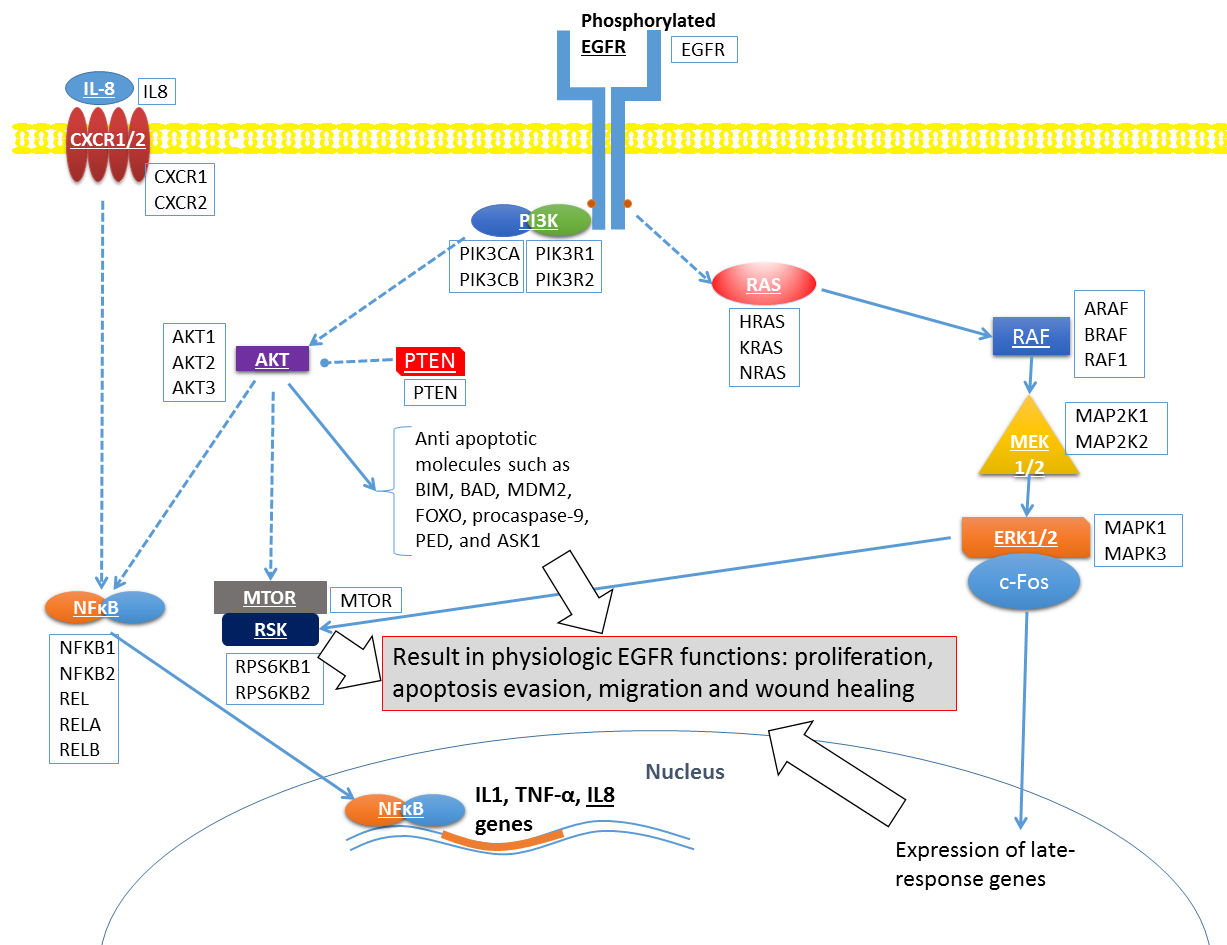 Phosphorylated
EGFR
EGFR
IL-8
IL8
CXCR1/2
CXCR1
CXCR2
PI3K
PIK3CA
PIK3CB
PIK3R1
PIK3R2
RAS
HRAS
KRAS
NRAS
RAF
ARAF
BRAF
RAF1
AKT1
AKT2
AKT3
AKT
PTEN
PTEN
MEK
1/2
MAP2K1
MAP2K2
Anti apoptotic
molecules such as
BIM, BAD, MDM2,
FOXO, procaspase-9,
PED, and ASK1
ERK1/2
MAPK1
MAPK3
c-Fos
NFκB
NFKB1
NFKB2
REL
RELA
RELB
MTOR
MTOR
RSK
RPS6KB1
RPS6KB2
Result in physiologic EGFR functions: proliferation,
apoptosis evasion, migration and wound healing
Nucleus
NFκB
IL1, TNF-α, IL8
genes
Expression of late-
response genes